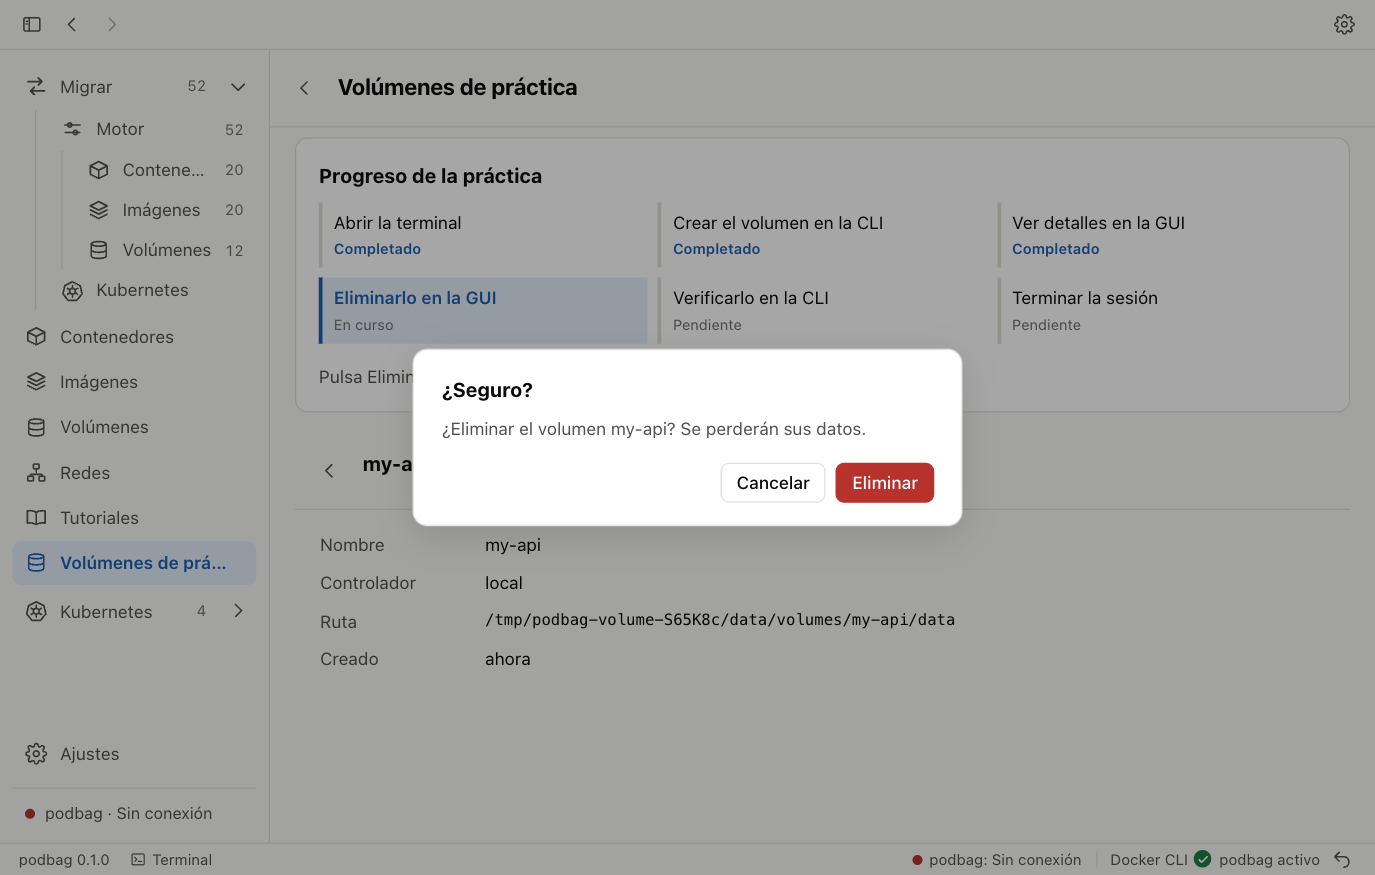 Migrar 52
Motor 52
Contene... 20
Imágenes 20
Volúmenes 12
Kubernetes
Contenedores
Imágenes
Volúmenes
Redes
Tutoriales
Volúmenes de prá...
Kubernetes 4
Ajustes
podbag · Sin conexión
Volúmenes de práctica
Progreso de la práctica
Abrir la terminal
Completado
Crear el volumen en la CLI
Completado
Ver detalles en la GUI
Completado
Eliminarlo en la GUI
En curso
Verificarlo en la CLI
Pendiente
Terminar la sesión
Pendiente
Pulsa
¿Seguro?
¿Eliminar el volumen my-api? Se perderán sus datos.
Cancelar
Eliminar
Nombre my-api
Controlador local
Ruta /tmp/podbag-volume-S65K8c/data/volumes/my-api/data
Creado ahora
podbag 0.1.0
Terminal
podbag: Sin conexión
Docker CLI
podbag activo